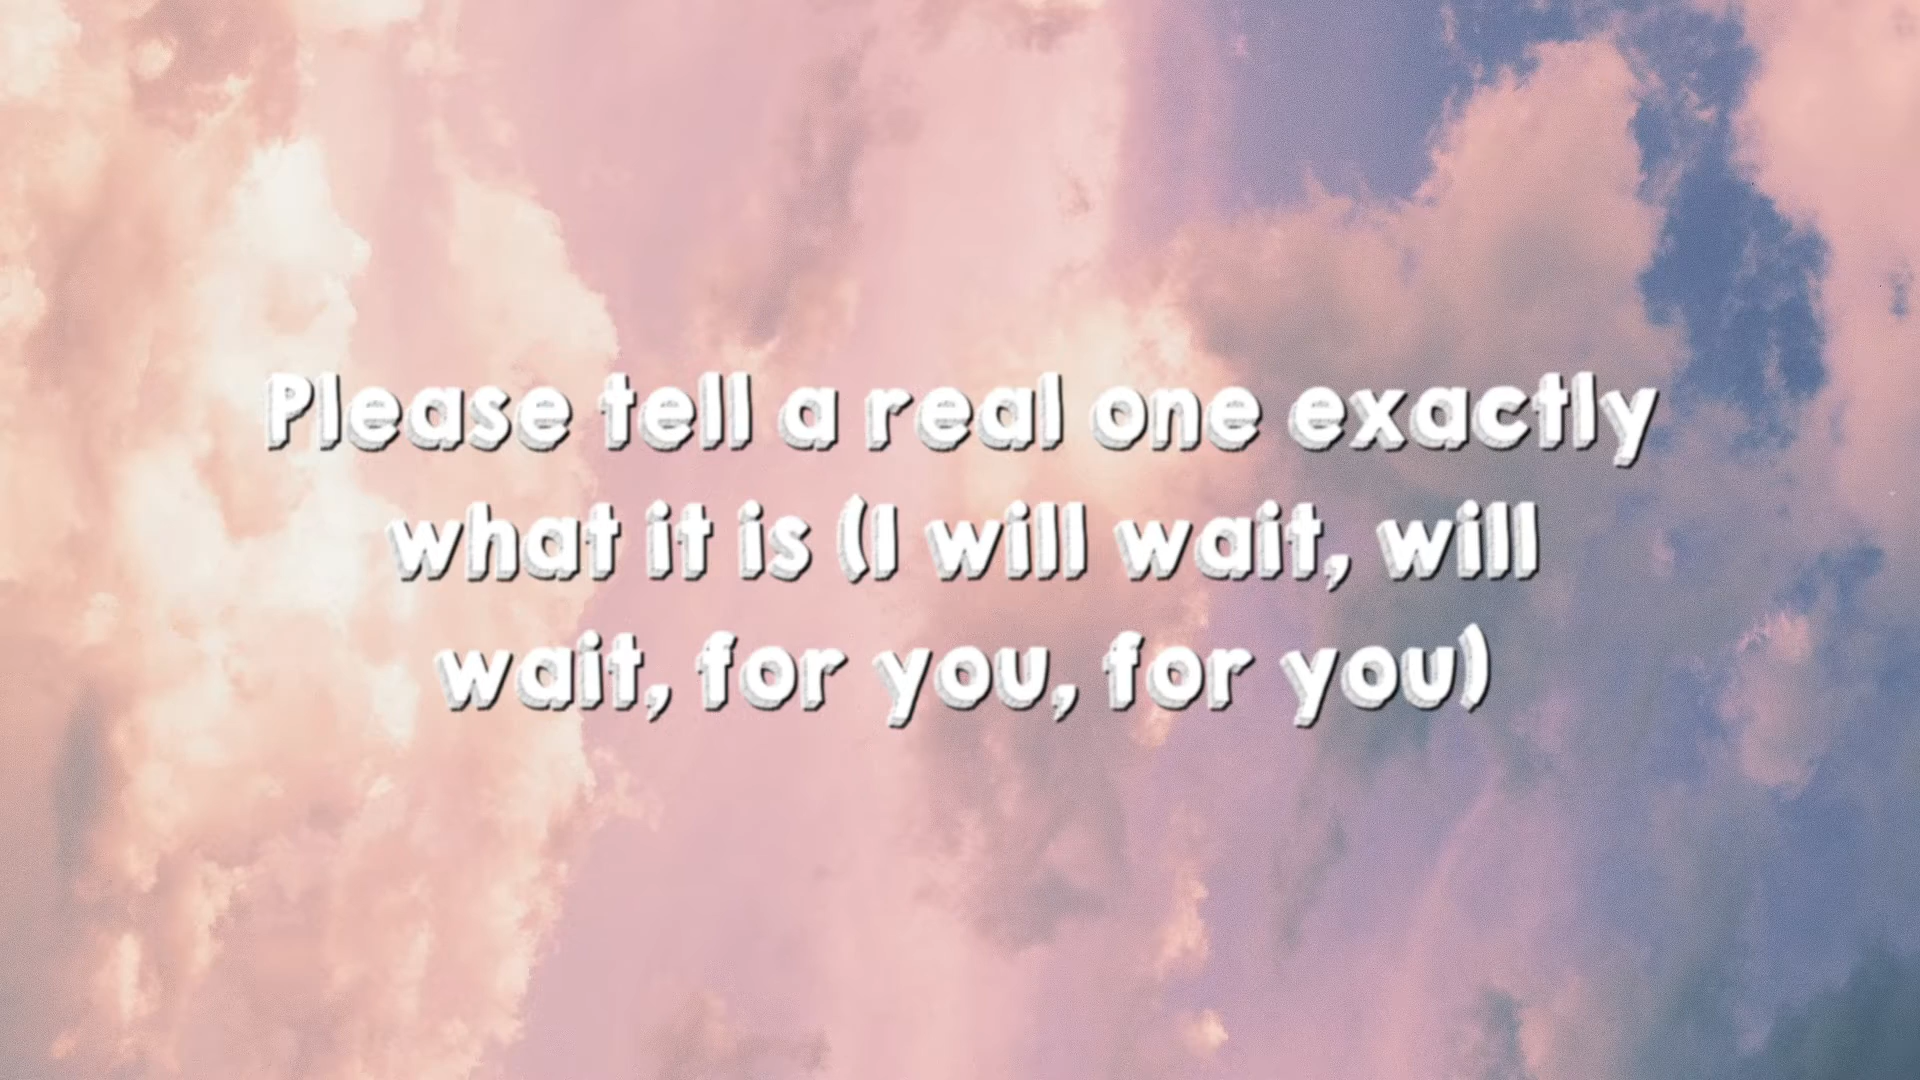 Please tell a real one exactly
what it is (I will wait, will
wait, for you, for you)